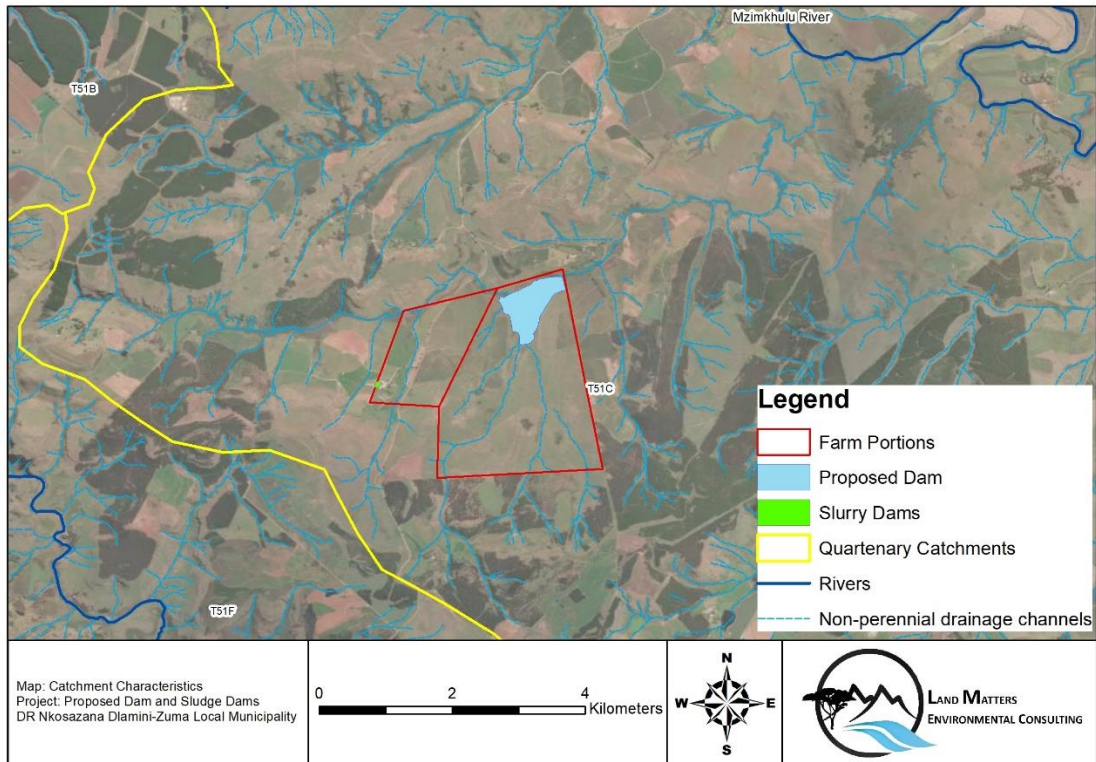 Mzimkhulu River
T51B
T51C
T51F
Legend
Farm Portions
Proposed Dam
Slurry Dams
Quartenary Catchments
Rivers
Non-perennial drainage channels
Map: Catchment Characteristics
Project: Proposed Dam and Sludge Dams
DR Nkosazana Dlamini-Zuma Local Municipality
0 2 4
Kilometers
N
W E
S
LAND MATTERS
ENVIRONMENTAL CONSULTING